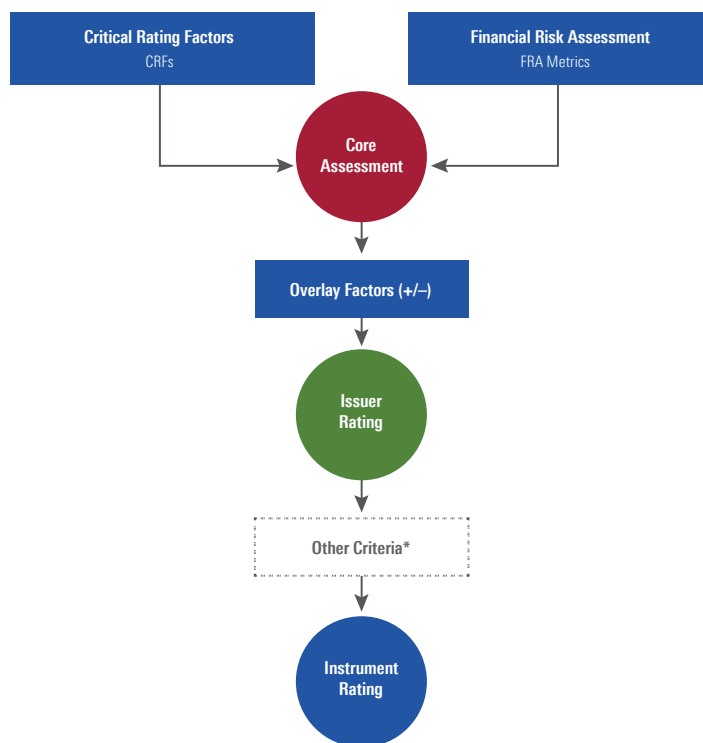 Critical Rating Factors
CRFs
Financial Risk Assessment
FRA Metrics
Core
Assessment
Overlay Factors (+/–)
Issuer
Rating
Other Criteria*
Instrument
Rating